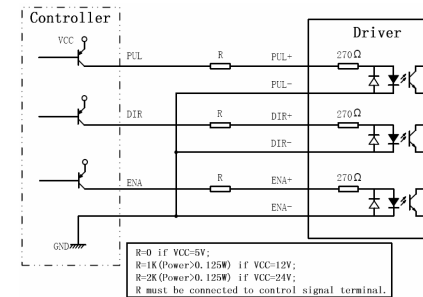 Controller
Driver
VCC
PUL
R
PUL+
270Ω
PUL-
DIR
R
DIR+
270Ω
DIR-
ENA
R
ENA+
270Ω
ENA-
GND
R=0 if VCC=5V;
R=1K(Power>0.125W) if VCC=12V;
R=2K(Power>0.125W) if VCC=24V;
R must be connected to control signal terminal.